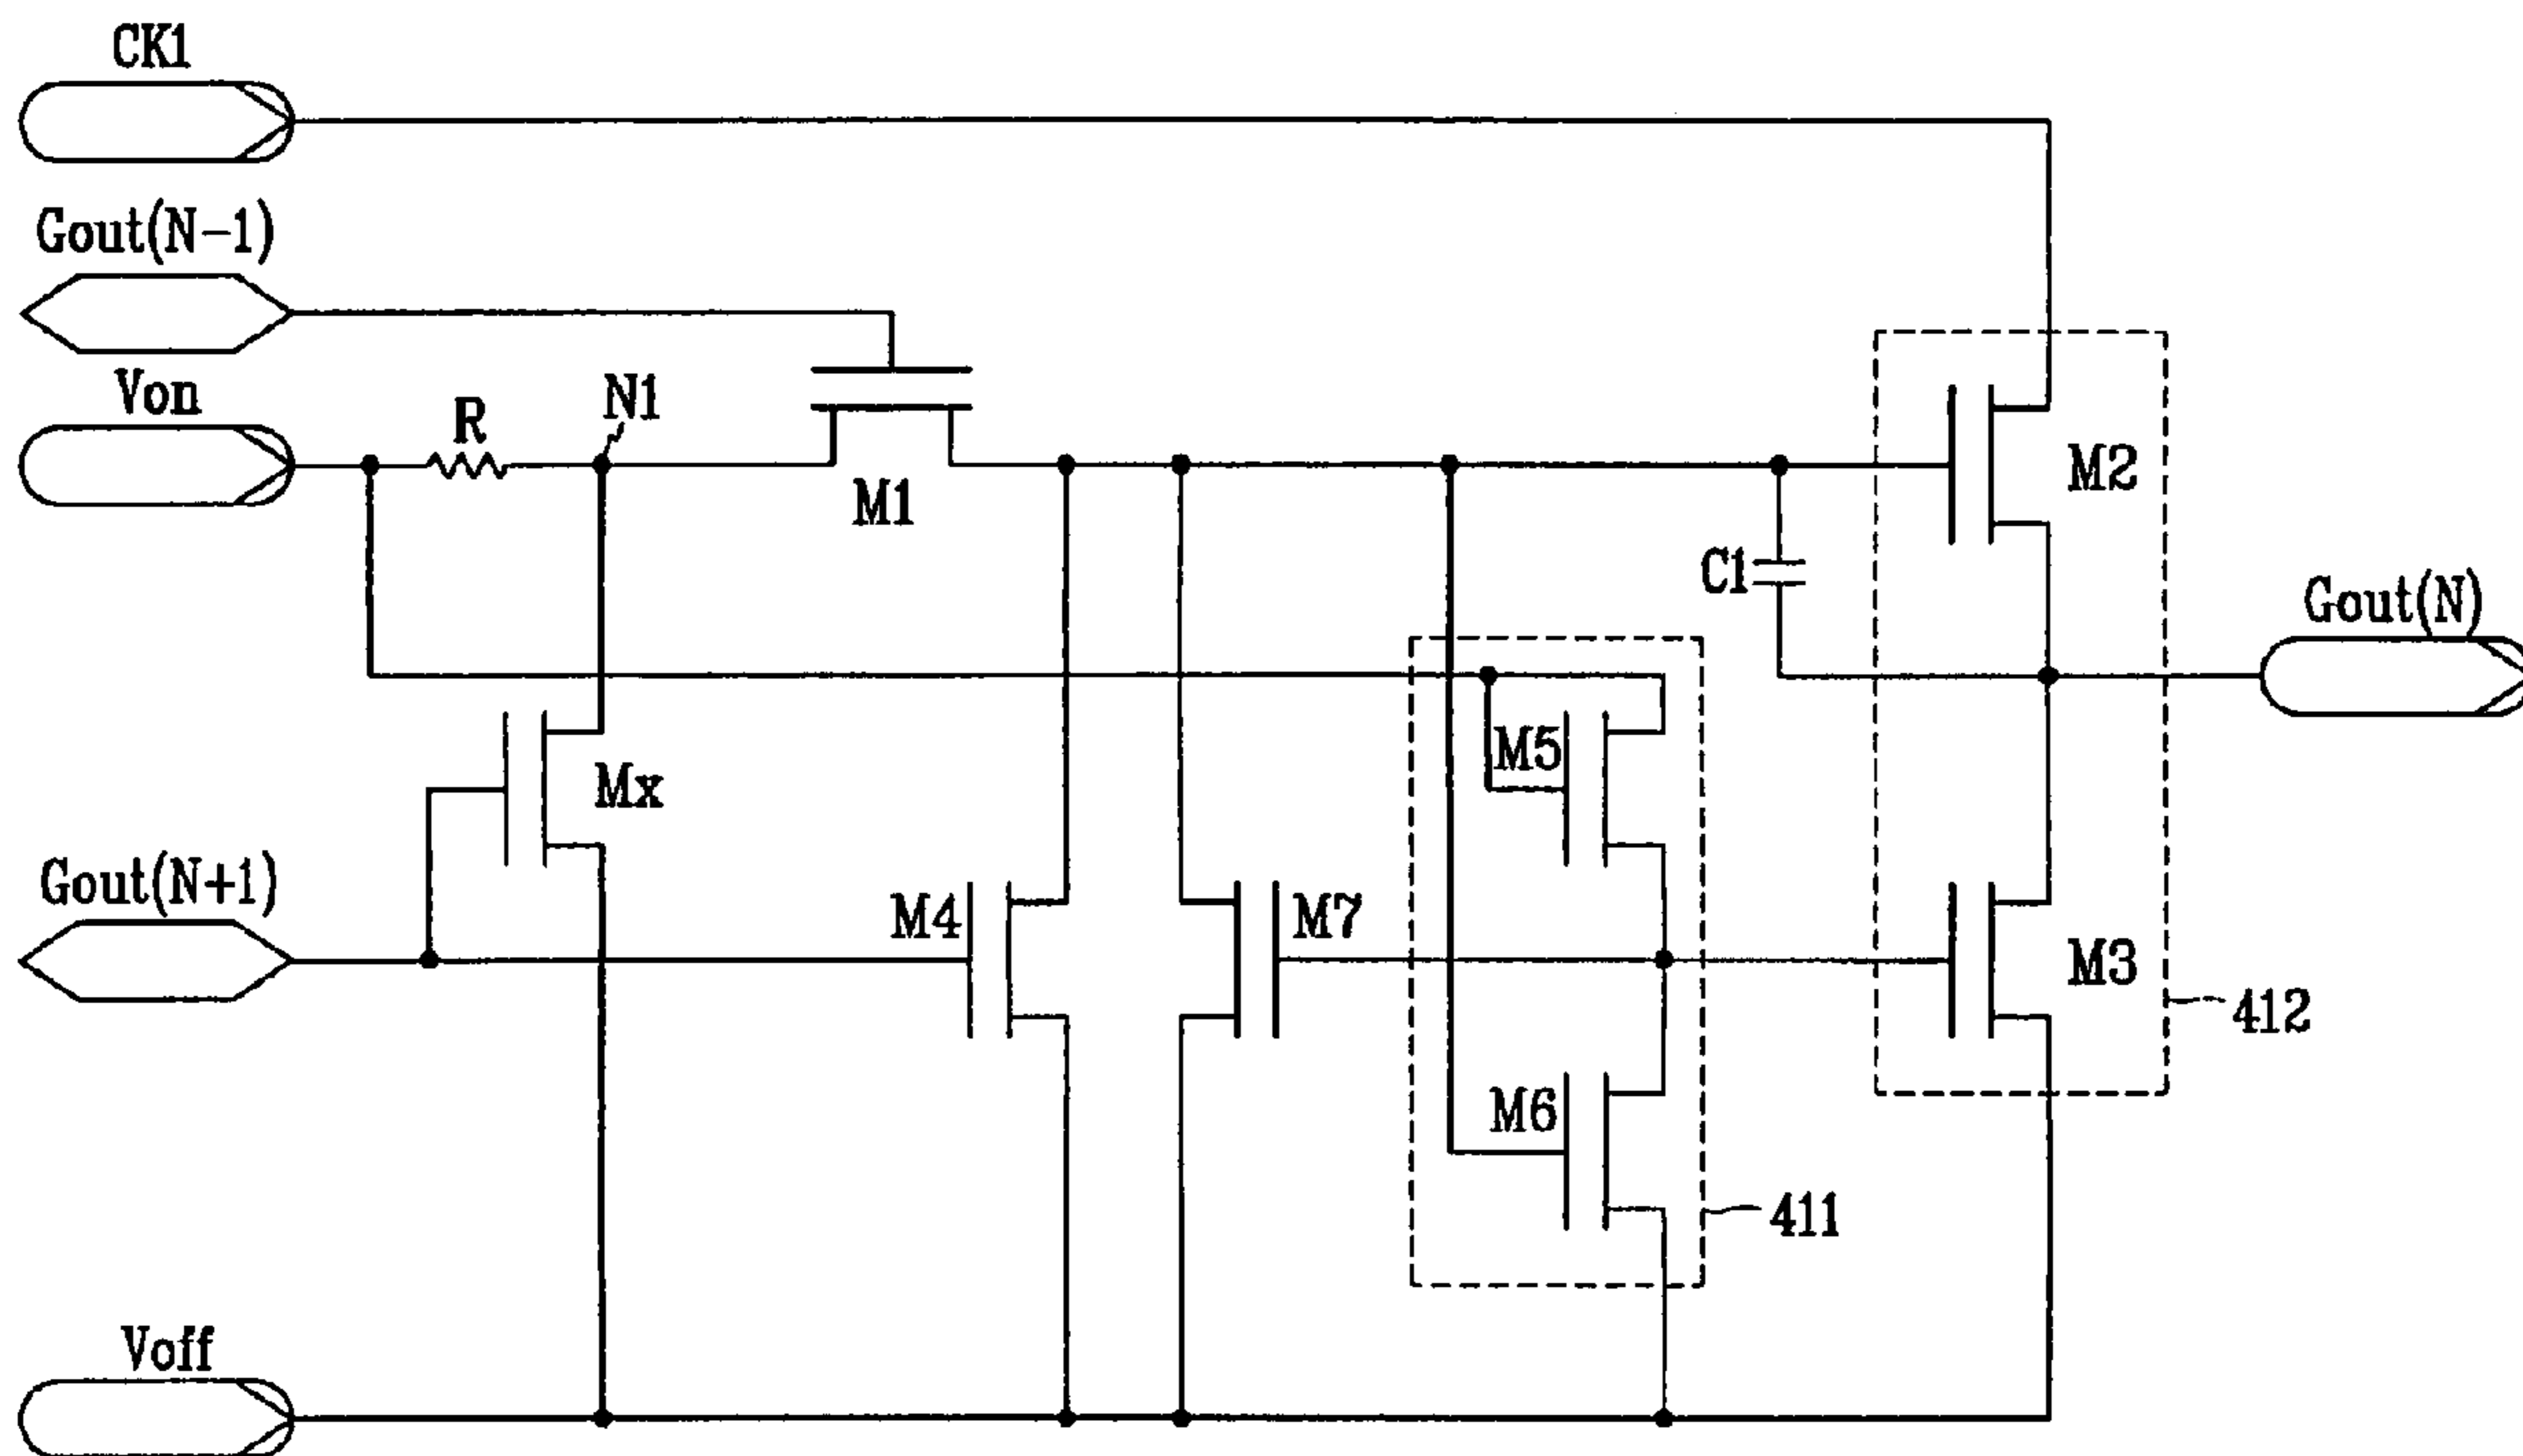 CK1
Gout(N-1)
Von
R
N1
M1
M2
C1
Gout(N)
M5
Mx
Gout(N+1)
M4
M7
M3
412
M6
411
Voff